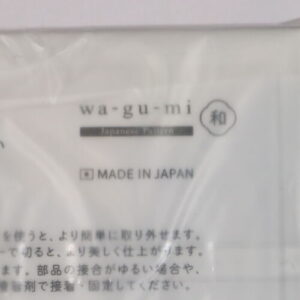 wa-gu-mi 和
Japanese Pattern
MADE IN JAPAN
を使うと、より簡単に取り外せます。
ーで切ると、より美しく仕上がります。
ます。部品の接合がゆるい場合や、
接着剤で接着・固定してください。